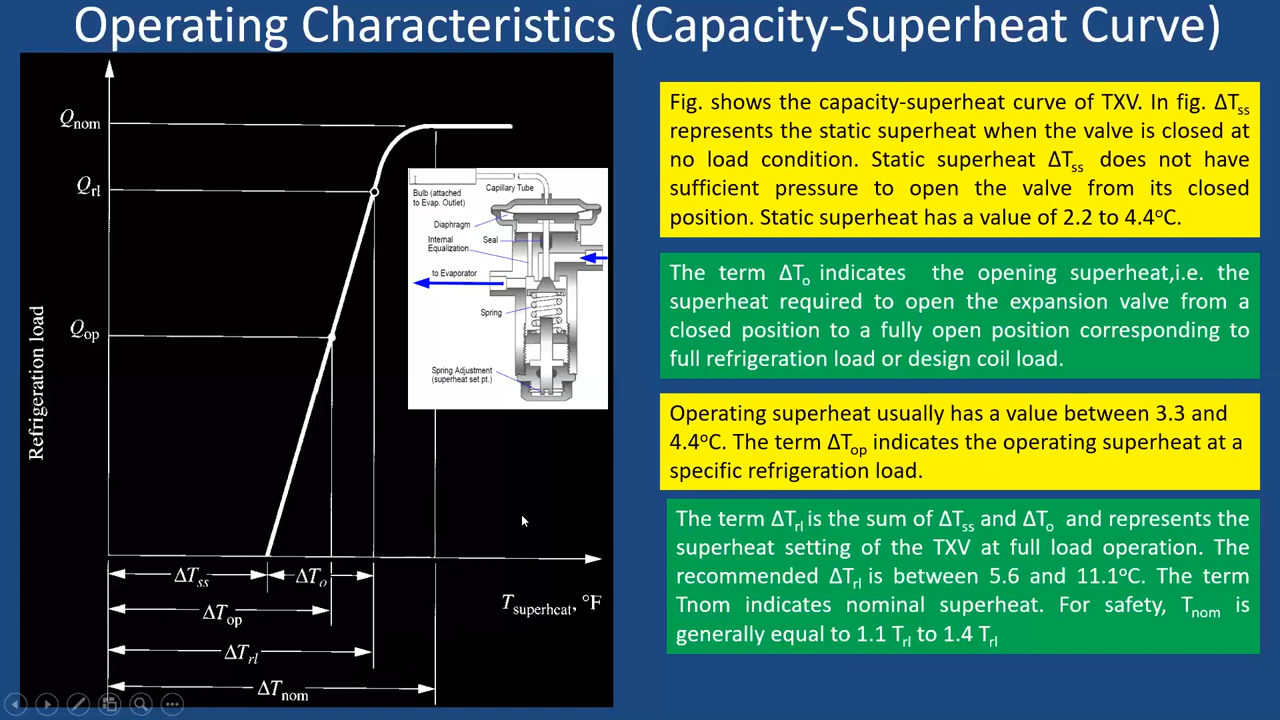 Operating Characteristics (Capacity-Superheat Curve)
Qnom
Qrl
Qop
Refrigeration load
Bulb (attached
to Evap. Outlet)
Capillary Tube
Diaphragm
Internal
Equalization
Seal
to Evaporator
Spring
Spring Adjustment
(superheat set pt.)
ΔTss
ΔTo
ΔTop
Tsuperheat, °F
ΔTrl
ΔTnom
Fig. shows the capacity-superheat curve of TXV. In fig. ΔTss
represents the static superheat when the valve is closed at
no load condition. Static superheat ΔTss does not have
sufficient pressure to open the valve from its closed
position. Static superheat has a value of 2.2 to 4.4ºC.
The term ΔTo indicates the opening superheat,i.e. the
superheat required to open the expansion valve from a
closed position to a fully open position corresponding to
full refrigeration load or design coil load.
Operating superheat usually has a value between 3.3 and
4.4ºC. The term ΔTop indicates the operating superheat at a
specific refrigeration load.
The term ΔTrl is the sum of ΔTss and ΔTo and represents the
superheat setting of the TXV at full load operation. The
recommended ΔTrl is between 5.6 and 11.1ºC. The term
Tnom indicates nominal superheat. For safety, Tnom is
generally equal to 1.1 Trl to 1.4 Trl